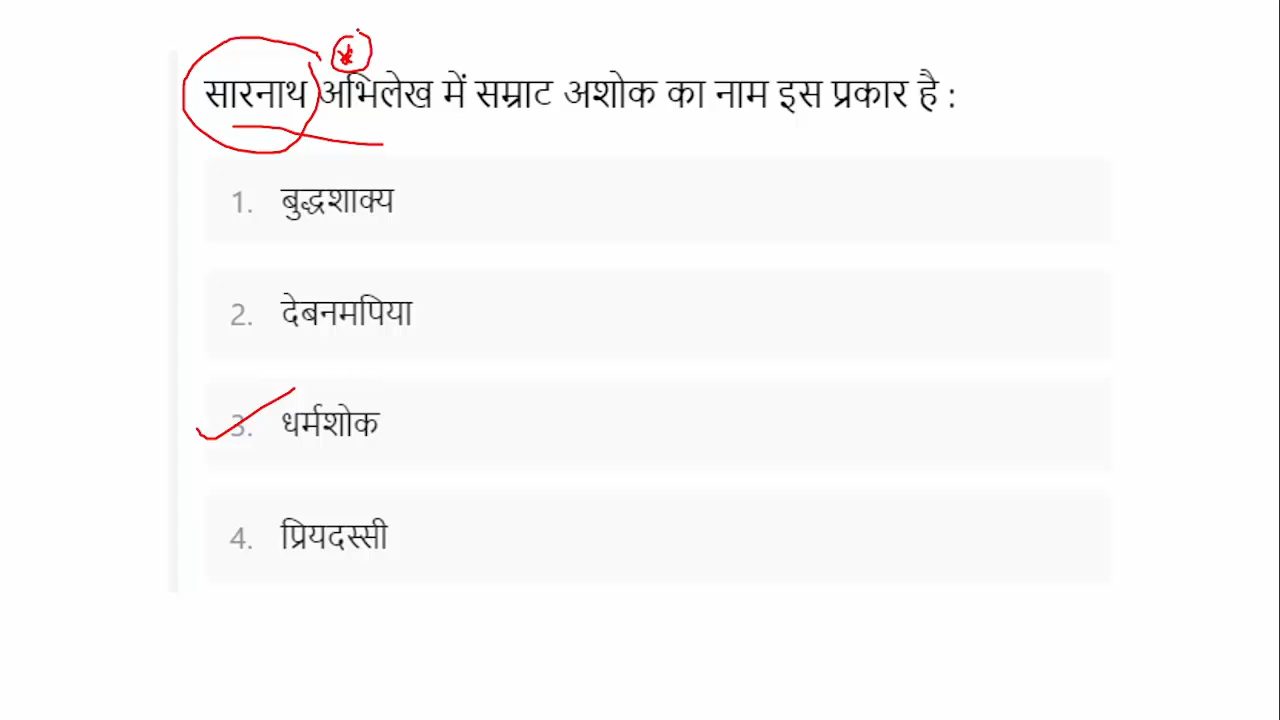 सारनाथ अभिलेख में सम्राट अशोक का नाम इस प्रकार है :
1. बुद्धशाक्य
2. देबनमपिया
3. धर्मशोक
4. प्रियदस्सी